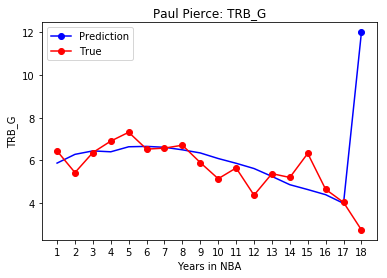 Paul Pierce: TRB_G
Prediction
True
12
10
8
6
4
TRB_G
1 2 3 4 5 6 7 8 9 10 11 12 13 14 15 16 17 18
Years in NBA